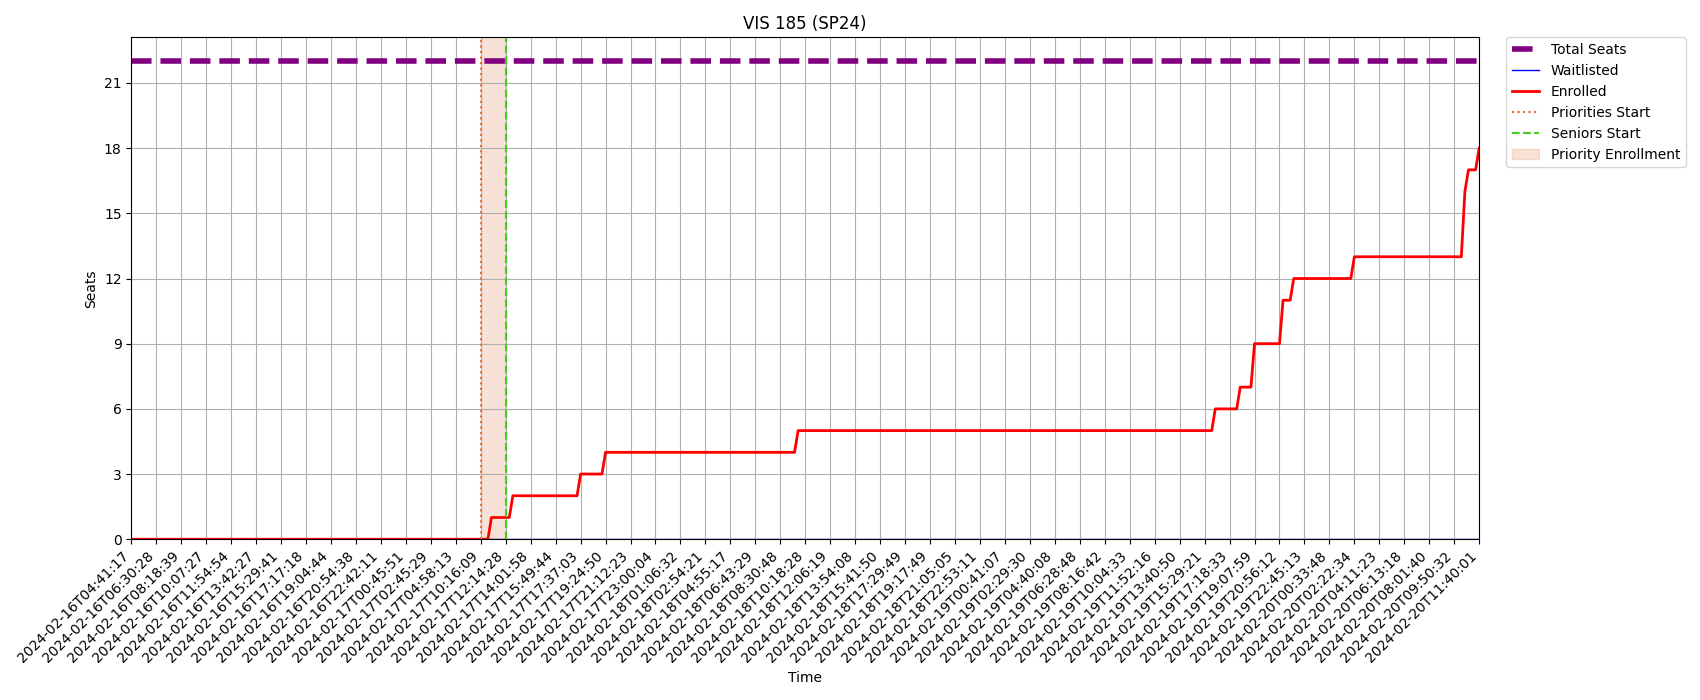 VIS 185 (SP24)
Total Seats
Waitlisted
Enrolled
Priorities Start
Seniors Start
Priority Enrollment
Seats
21
18
15
12
9
6
3
0
2024-02-16T04:41:17
2024-02-16T06:30:28
2024-02-16T08:18:39
2024-02-16T10:07:27
2024-02-16T11:54:54
2024-02-16T13:42:27
2024-02-16T15:29:41
2024-02-16T17:17:18
2024-02-16T19:04:44
2024-02-16T20:54:38
2024-02-16T22:42:11
2024-02-17T00:45:51
2024-02-17T02:45:29
2024-02-17T04:58:13
2024-02-17T10:16:09
2024-02-17T12:14:28
2024-02-17T14:01:58
2024-02-17T15:49:44
2024-02-17T17:37:03
2024-02-17T19:24:50
2024-02-17T21:12:23
2024-02-17T23:00:04
2024-02-18T01:06:32
2024-02-18T02:54:21
2024-02-18T04:55:17
2024-02-18T06:43:29
2024-02-18T08:30:48
2024-02-18T10:18:28
2024-02-18T12:06:19
2024-02-18T13:54:08
2024-02-18T15:41:50
2024-02-18T17:29:49
2024-02-18T19:17:49
2024-02-18T21:05:05
2024-02-18T22:53:11
2024-02-19T00:41:07
2024-02-19T02:29:30
2024-02-19T04:40:08
2024-02-19T06:28:48
2024-02-19T08:16:42
2024-02-19T10:04:33
2024-02-19T11:52:16
2024-02-19T13:40:50
2024-02-19T15:29:21
2024-02-19T17:18:33
2024-02-19T19:07:59
2024-02-19T20:56:12
2024-02-19T22:45:13
2024-02-20T00:33:48
2024-02-20T02:22:34
2024-02-20T04:11:23
2024-02-20T06:13:18
2024-02-20T08:01:40
2024-02-20T09:50:32
2024-02-20T11:40:01
Time